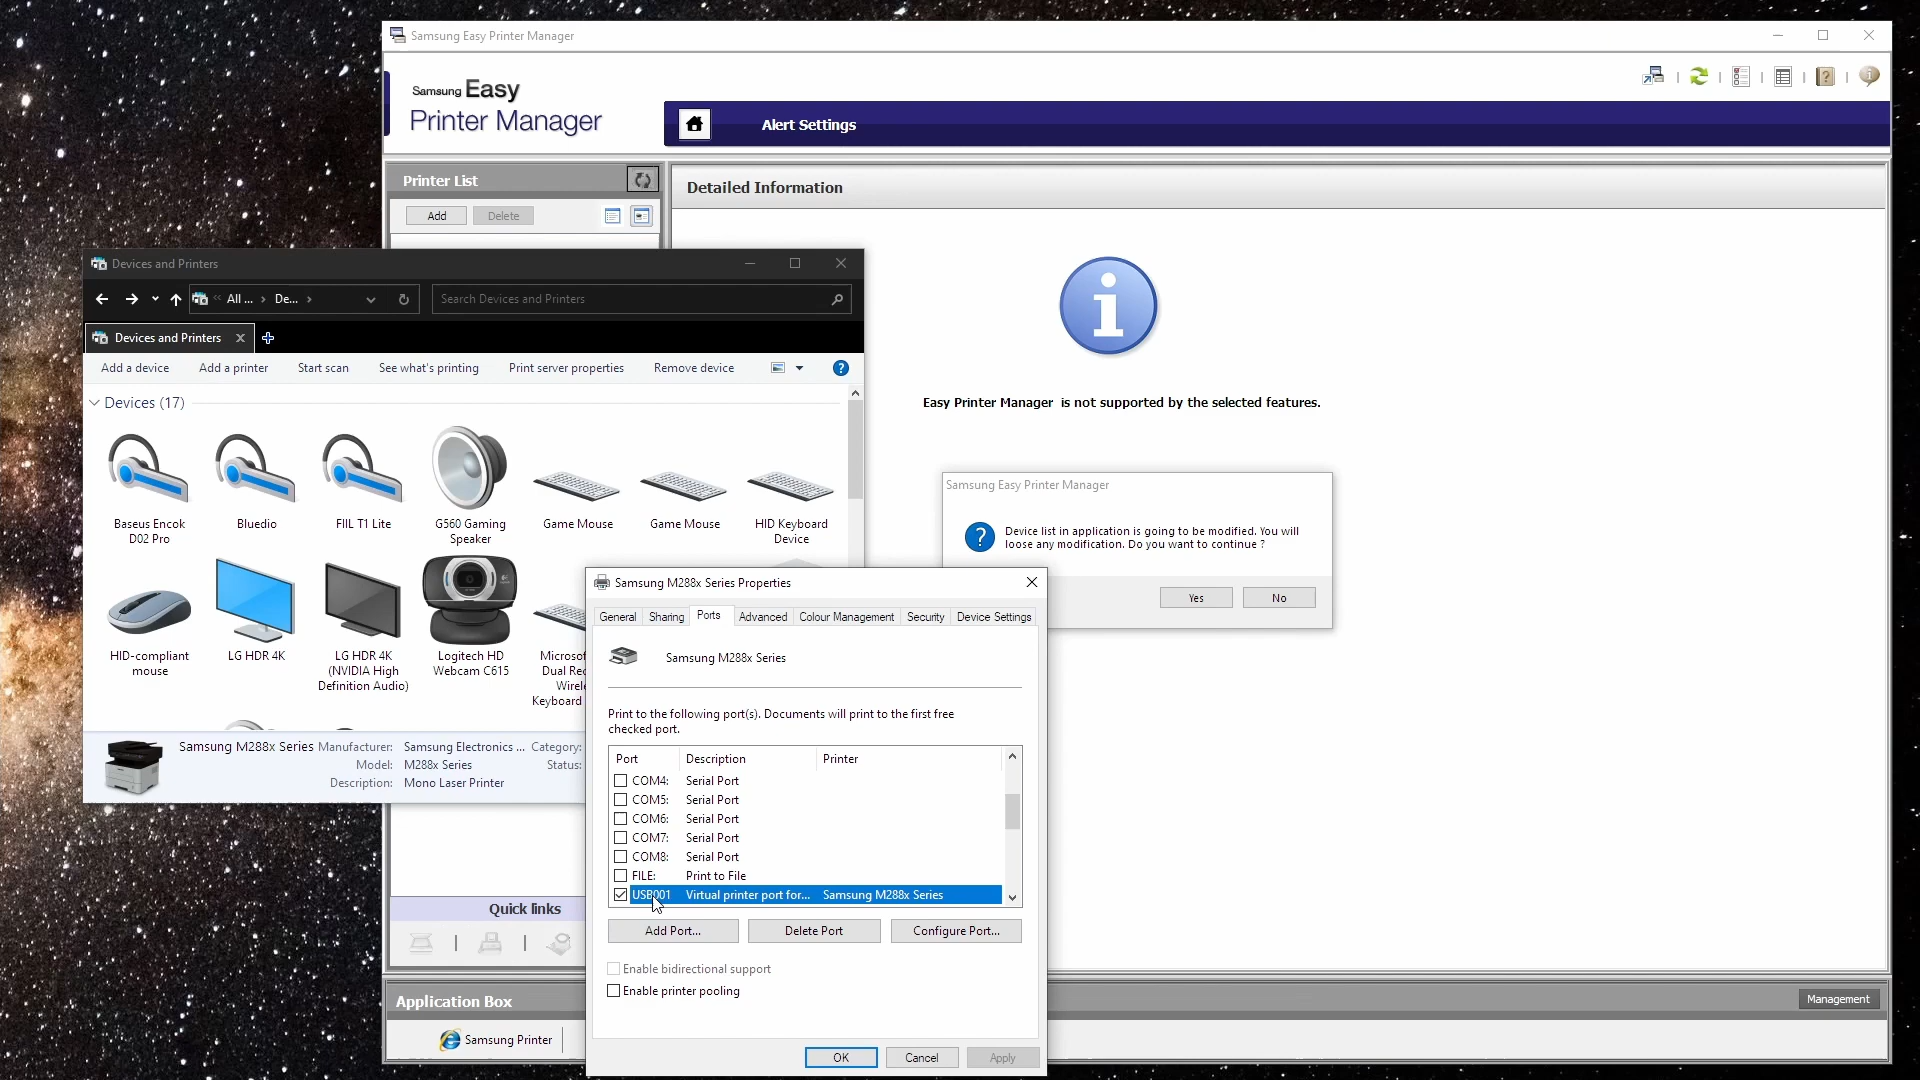 Samsung Easy Printer Manager
Samsung Easy
Printer Manager
Alert Settings
Printer List
Add
Delete
Detailed Information
Easy Printer Manager  is not supported by the selected features.
Samsung Easy Printer Manager
Device list in application is going to be modified. You will
loose any modification. Do you want to continue ?
Yes
No
Devices and Printers
All ...
De...
Search Devices and Printers
Devices and Printers
Add a device
Add a printer
Start scan
See what's printing
Print server properties
Remove device
Devices (17)
Baseus Encok
D02 Pro
Bluedio
FIIL T1 Lite
G560 Gaming
Speaker
Game Mouse
Game Mouse
HID Keyboard
Device
HID-compliant
mouse
LG HDR 4K
LG HDR 4K
(NVIDIA High
Definition Audio)
Logitech HD
Webcam C615
Microsof
Dual Rec
Wirele
Keyboard
Samsung M288x Series
Manufacturer: Samsung Electronics ...
Category:
Model: M288x Series
Status:
Description: Mono Laser Printer
Samsung M288x Series Properties
General
Sharing
Ports
Advanced
Colour Management
Security
Device Settings
Samsung M288x Series
Print to the following port(s). Documents will print to the first free
checked port.
Port Description Printer
COM4: Serial Port
COM5: Serial Port
COM6: Serial Port
COM7: Serial Port
COM8: Serial Port
FILE: Print to File
USB001 Virtual printer port for... Samsung M288x Series
Add Port...
Delete Port
Configure Port...
Enable bidirectional support
Enable printer pooling
OK
Cancel
Apply
Quick links
Application Box
Management
Samsung Printer